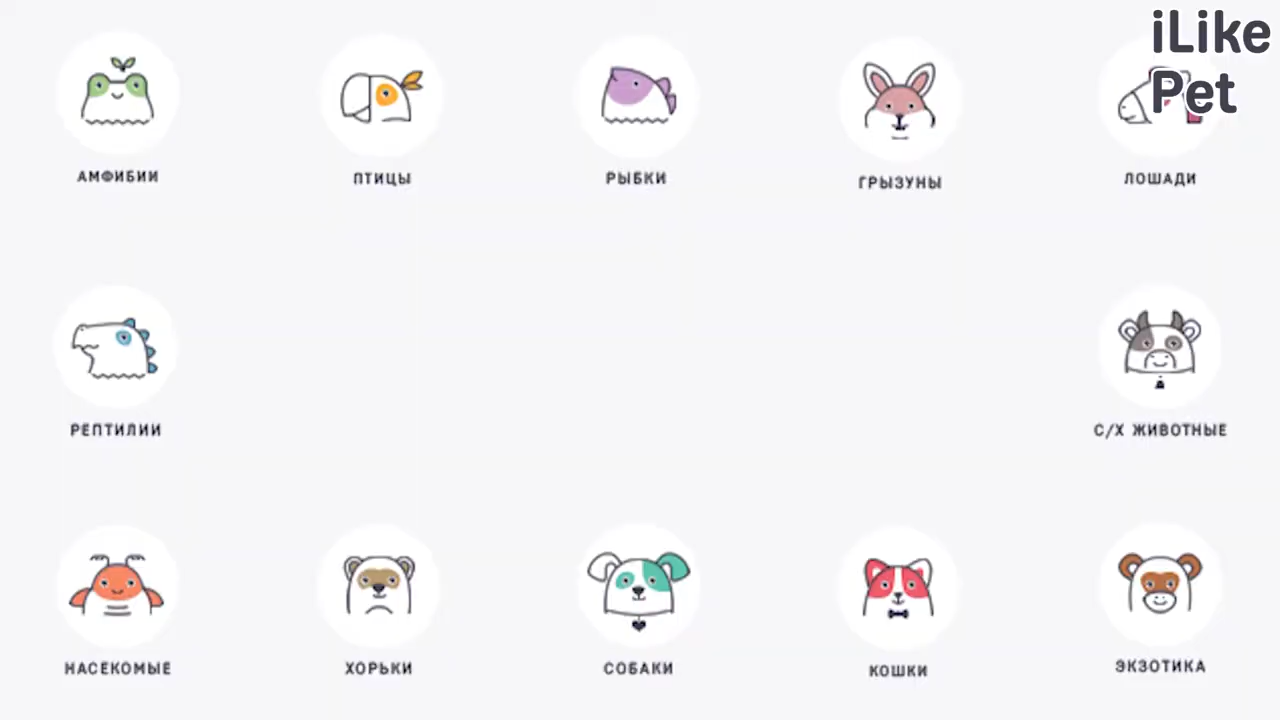 iLike
Pet
АМФИБИИ
ПТИЦЫ
РЫБКИ
ГРЫЗУНЫ
ЛОШАДИ
РЕПТИЛИИ
С/Х ЖИВОТНЫЕ
НАСЕКОМЫЕ
ХОРЬКИ
СОБАКИ
КОШКИ
ЭКЗОТИКА